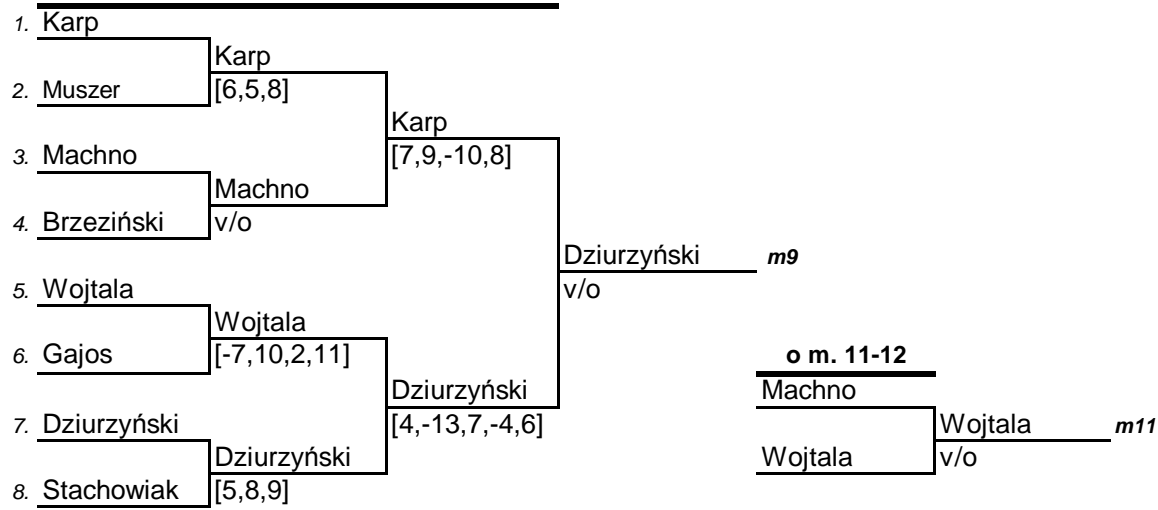 1. Karp
Karp
2. Muszer [6,5,8]
Karp
3. Machno [7,9,-10,8]
Machno
4. Brzeziński v/o
Dziurzyński m9
5. Wojtala v/o
Wojtala
6. Gajos [-7,10,2,11] o m. 11-12
Dziurzyński Machno
7. Dziurzyński [4,-13,7,-4,6] Wojtala m11
Dziurzyński Wojtala v/o
8. Stachowiak [5,8,9]